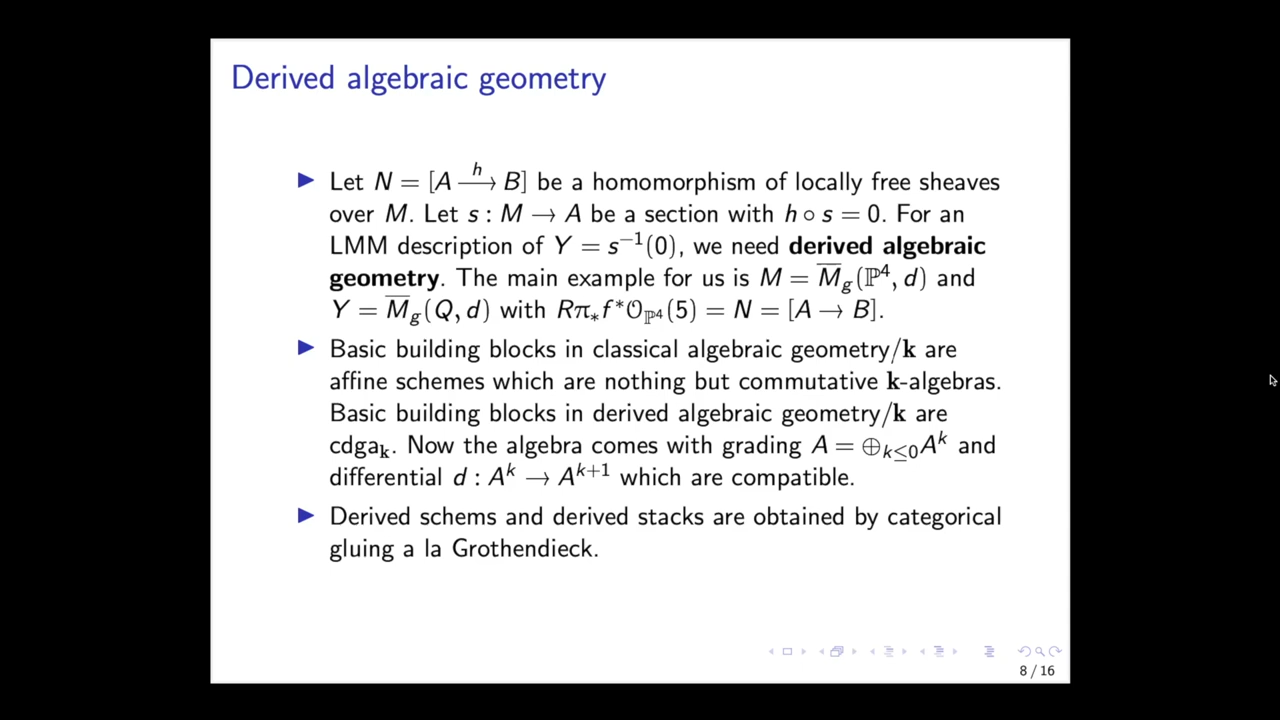 Derived algebraic geometry
▶ Let N = [A —h→ B] be a homomorphism of locally free sheaves
over M. Let s : M → A be a section with h ∘ s = 0. For an
LMM description of Y = s⁻¹(0), we need derived algebraic
geometry. The main example for us is M = M̅_g(ℙ⁴, d) and
Y = M̅_g(Q, d) with Rπ_*f*𝒪_ℙ⁴(5) = N = [A → B].
▶ Basic building blocks in classical algebraic geometry/k are
affine schemes which are nothing but commutative k-algebras.
Basic building blocks in derived algebraic geometry/k are
cdga_k. Now the algebra comes with grading A = ⊕_{k≤0}A^k and
differential d : A^k → A^{k+1} which are compatible.
▶ Derived schems and derived stacks are obtained by categorical
gluing a la Grothendieck.
8 / 16